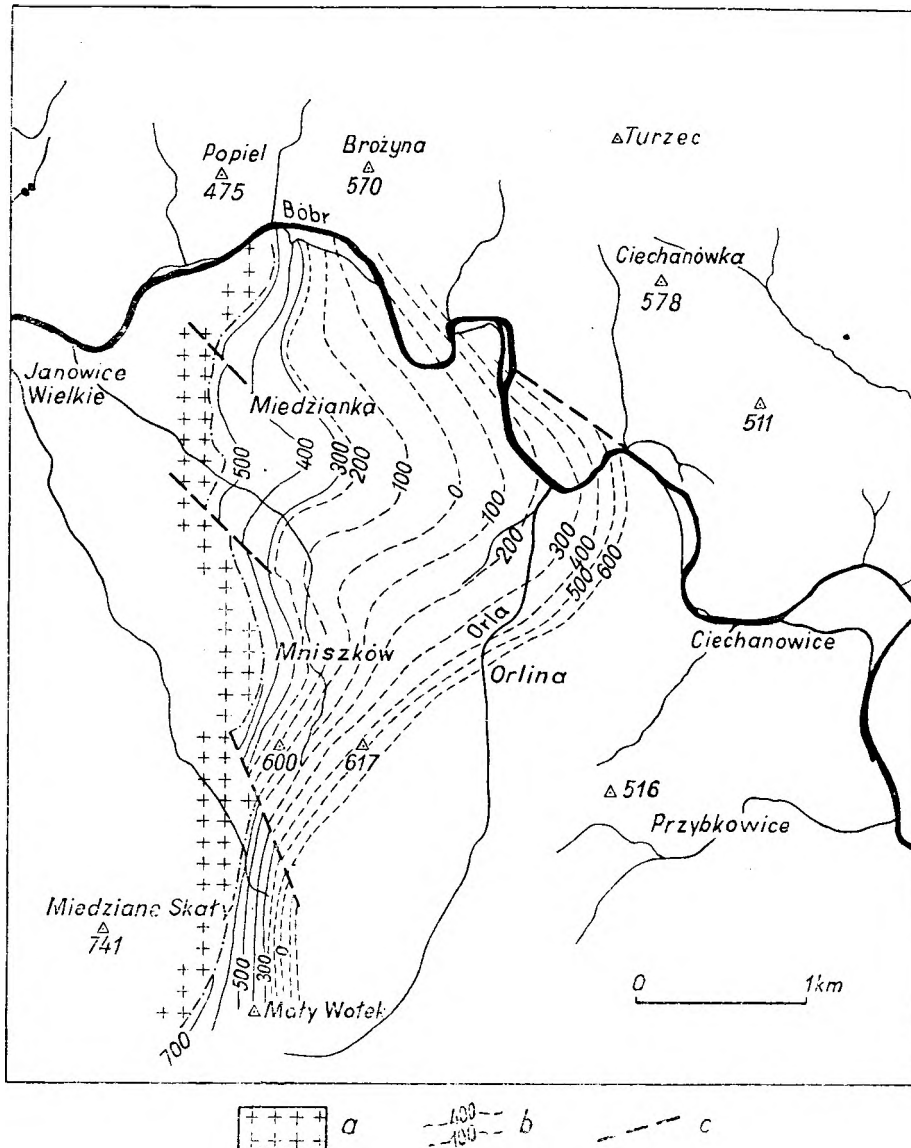 Popiel
475
Brożyna
570
Turzec
Bóbr
Ciechanówka
578
Janowice
Wielkie
Miedzianka
511
500
400
300
200
100
0
100
200
300
400
500
600
Orla
Mniszków
Orlina
Ciechanowice
600
617
516
Przybkowice
Miedziane Skały
741
500
300
0
Mały Wołek
700
0
1km
a
400
100
b
c